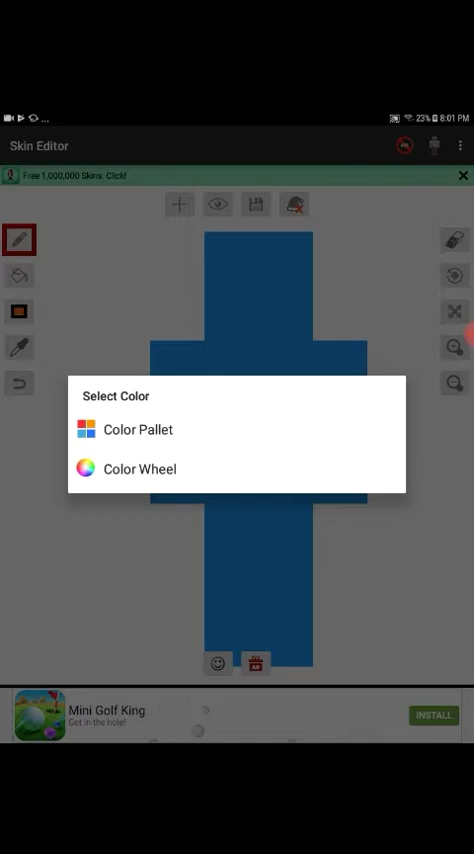 23% 8:01 PM
Skin Editor
Free 1,000,000 Skins. Click!
Select Color
Color Pallet
Color Wheel
Mini Golf King
Get in the hole!
INSTALL